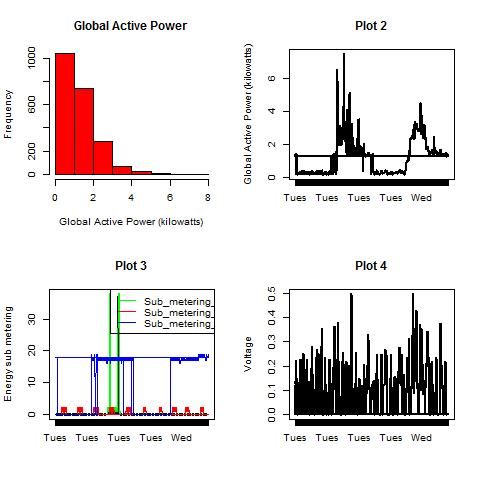 Global Active Power
Frequency
0 200 600 1000
0 2 4 6 8
Global Active Power (kilowatts)
Plot 2
Global Active Power (kilowatts)
0 2 4 6
Tues Tues Tues Tues Wed
Plot 3
Energy sub metering
0 10 20 30
Sub_metering_
Sub_metering_
Sub_metering_
Tues Tues Tues Tues Wed
Plot 4
Voltage
0.0 0.1 0.2 0.3 0.4 0.5
Tues Tues Tues Tues Wed